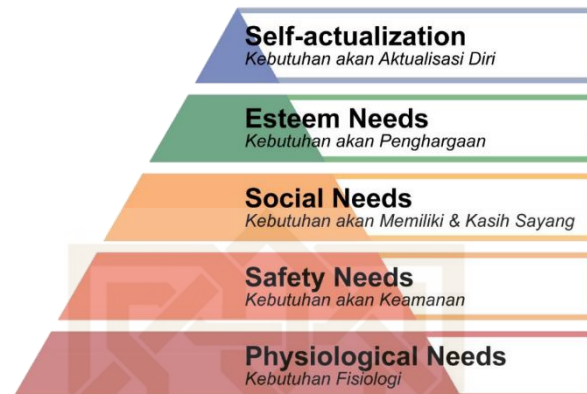 Self-actualization
Kebutuhan akan Aktualisasi Diri
Esteem Needs
Kebutuhan akan Penghargaan
Social Needs
Kebutuhan akan Memiliki & Kasih Sayang
Safety Needs
Kebutuhan akan Keamanan
Physiological Needs
Kebutuhan Fisiologi